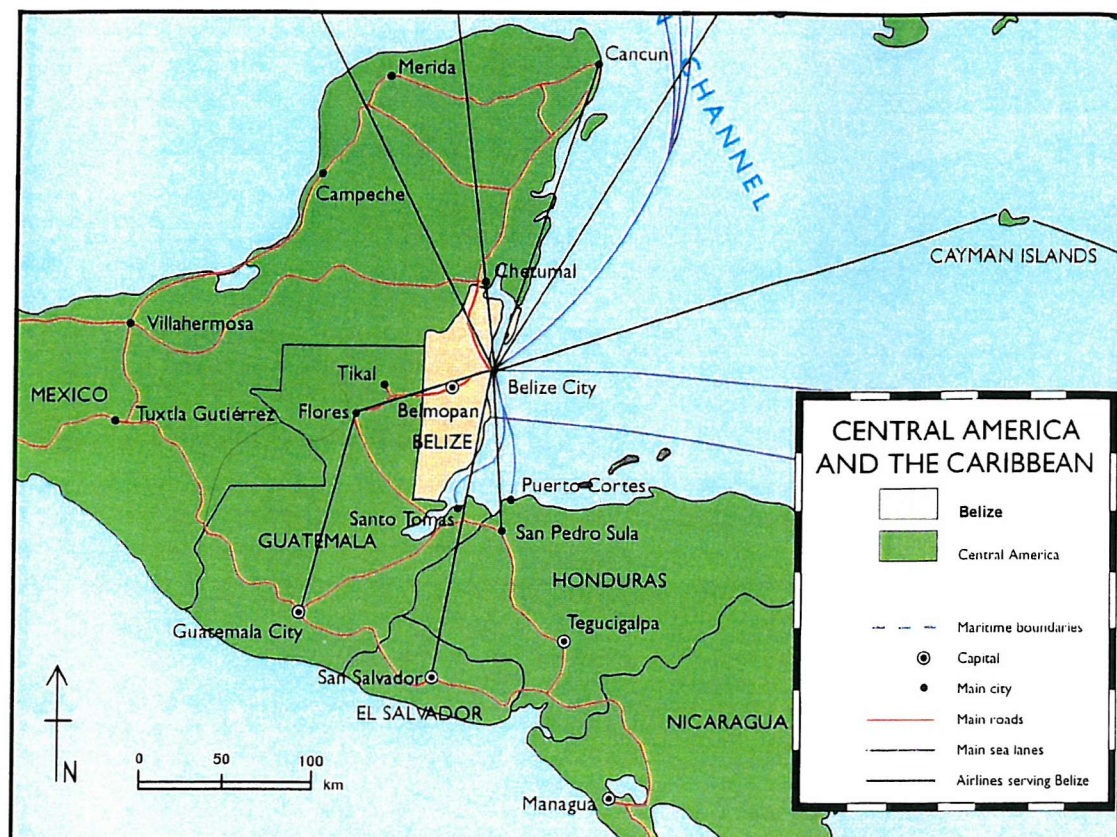 Cancun
Merida
CHANNEL
Campeche
CAYMAN ISLANDS
Chetumal
Villahermosa
MEXICO
Tikal
Belize City
Tuxtla Gutiérrez
Flores
Belmopan
BELIZE
Puerto Cortes
Santo Tomas
San Pedro Sula
GUATEMALA
HONDURAS
Guatemala City
Tegucigalpa
San Salvador
EL SALVADOR
NICARAGUA
Managua
N
0 50 100
km
CENTRAL AMERICA
AND THE CARIBBEAN
Belize
Central America
Maritime boundaries
Capital
Main city
Main roads
Main sea lanes
Airlines serving Belize